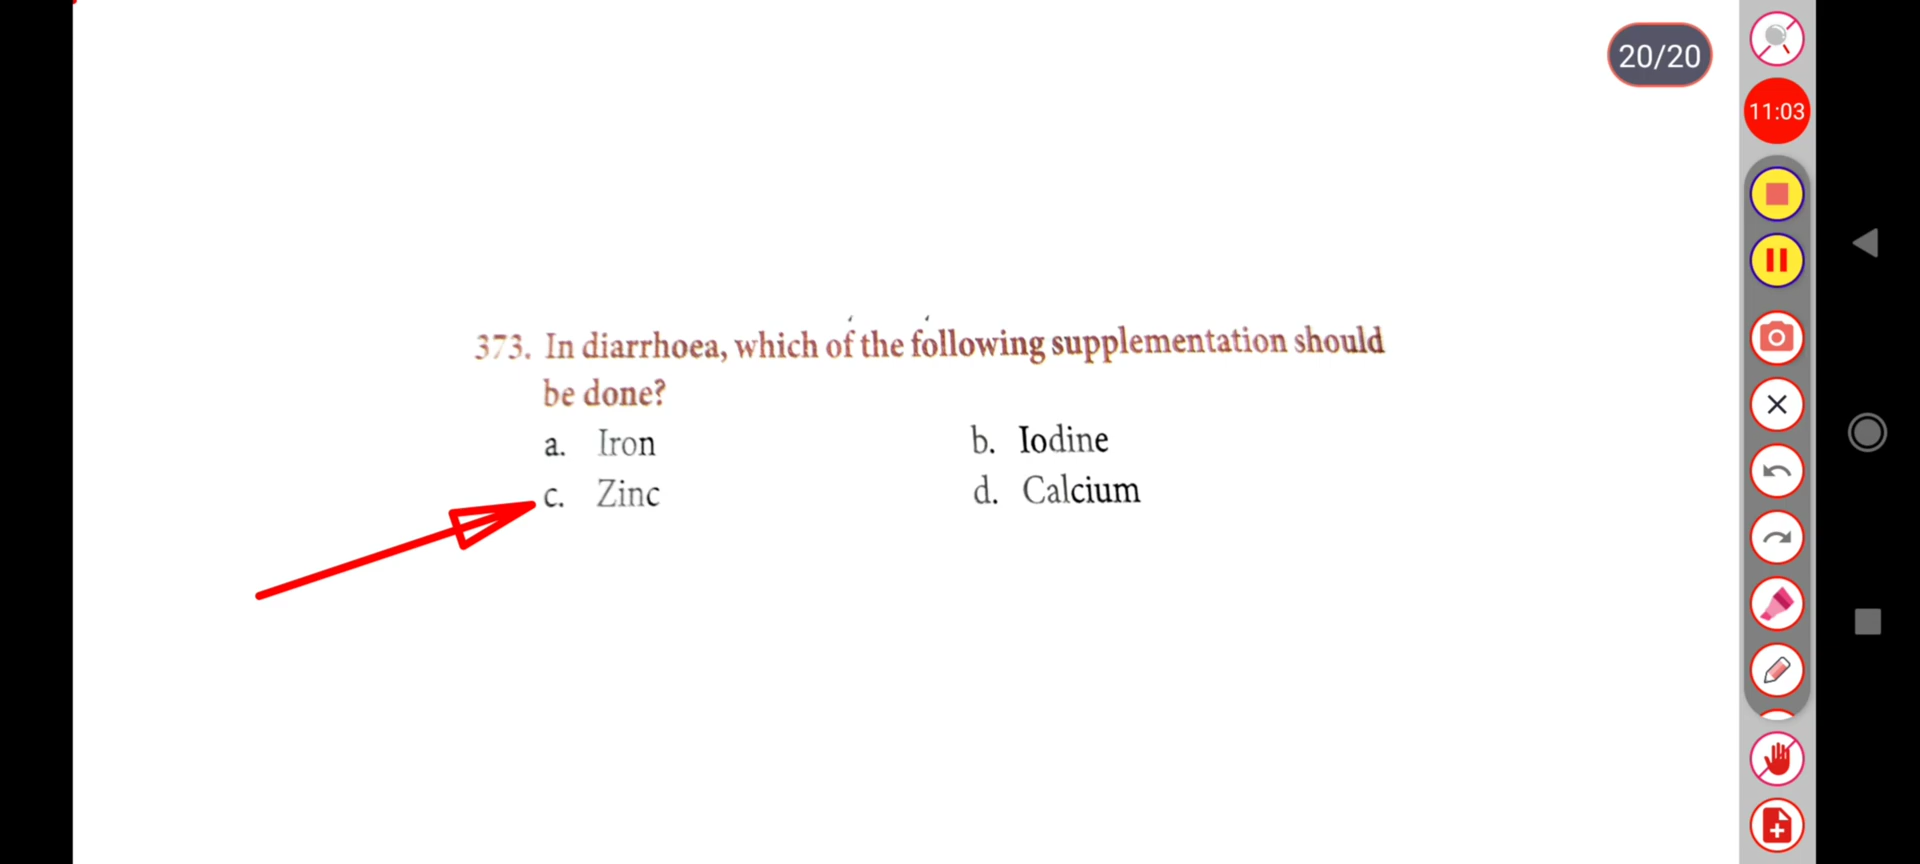 20/20
11:03
373. In diarrhoea, which of the following supplementation should
be done?
a. Iron
b. Iodine
c. Zinc
d. Calcium